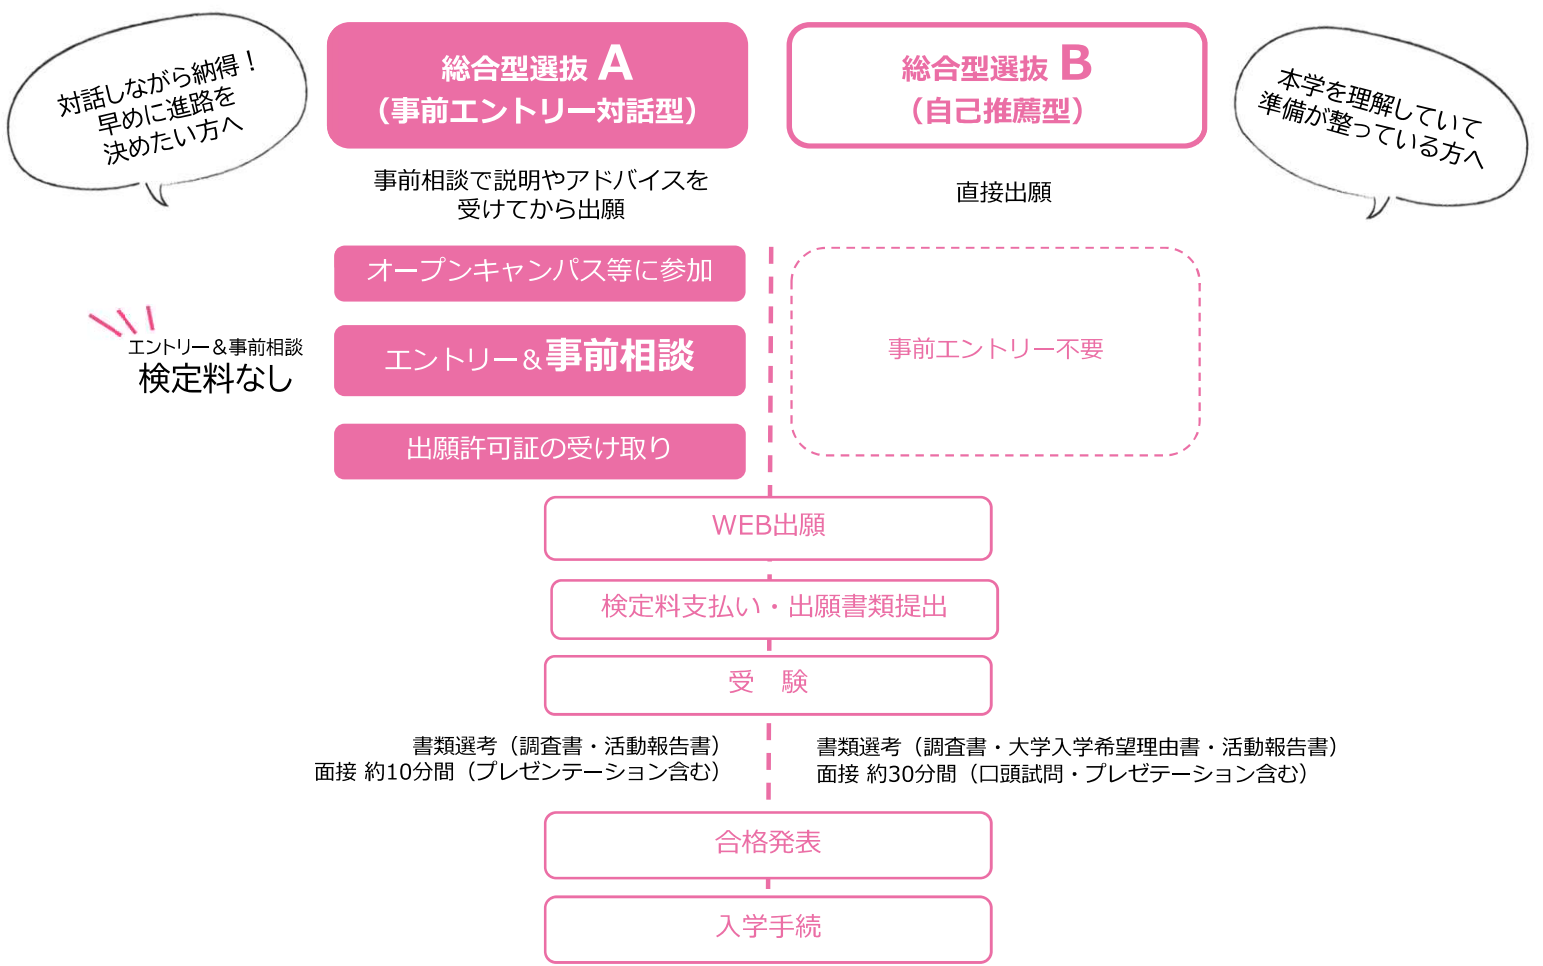 対話しながら納得！
早めに進路を
決めたい方へ
総合型選抜 A
（事前エントリー対話型）
総合型選抜 B
（自己推薦型）
本学を理解していて
準備が整っている方へ
事前相談で説明やアドバイスを
受けてから出願
直接出願
オープンキャンパス等に参加
エントリー＆事前相談
検定料なし
エントリー＆事前相談
事前エントリー不要
出願許可証の受け取り
WEB出願
検定料支払い・出願書類提出
受　験
書類選考（調査書・活動報告書）
面接 約10分間（プレゼンテーション含む）
書類選考（調査書・大学入学希望理由書・活動報告書）
面接 約30分間（口頭試問・プレゼテーション含む）
合格発表
入学手続